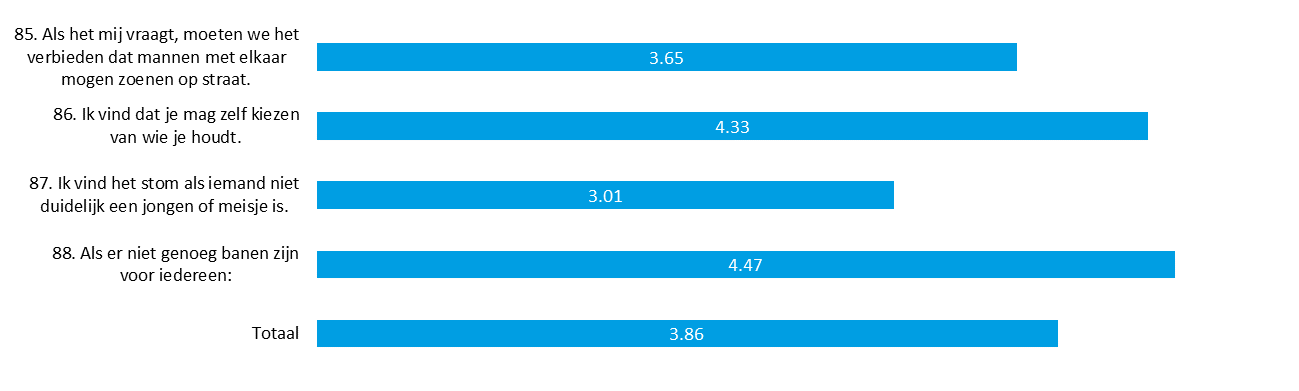 85. Als het mij vraagt, moeten we het
verbieden dat mannen met elkaar
mogen zoenen op straat.
3.65
86. Ik vind dat je mag zelf kiezen
van wie je houdt.
4.33
87. Ik vind het stom als iemand niet
duidelijk een jongen of meisje is.
3.01
88. Als er niet genoeg banen zijn
voor iedereen:
4.47
Totaal
3.86